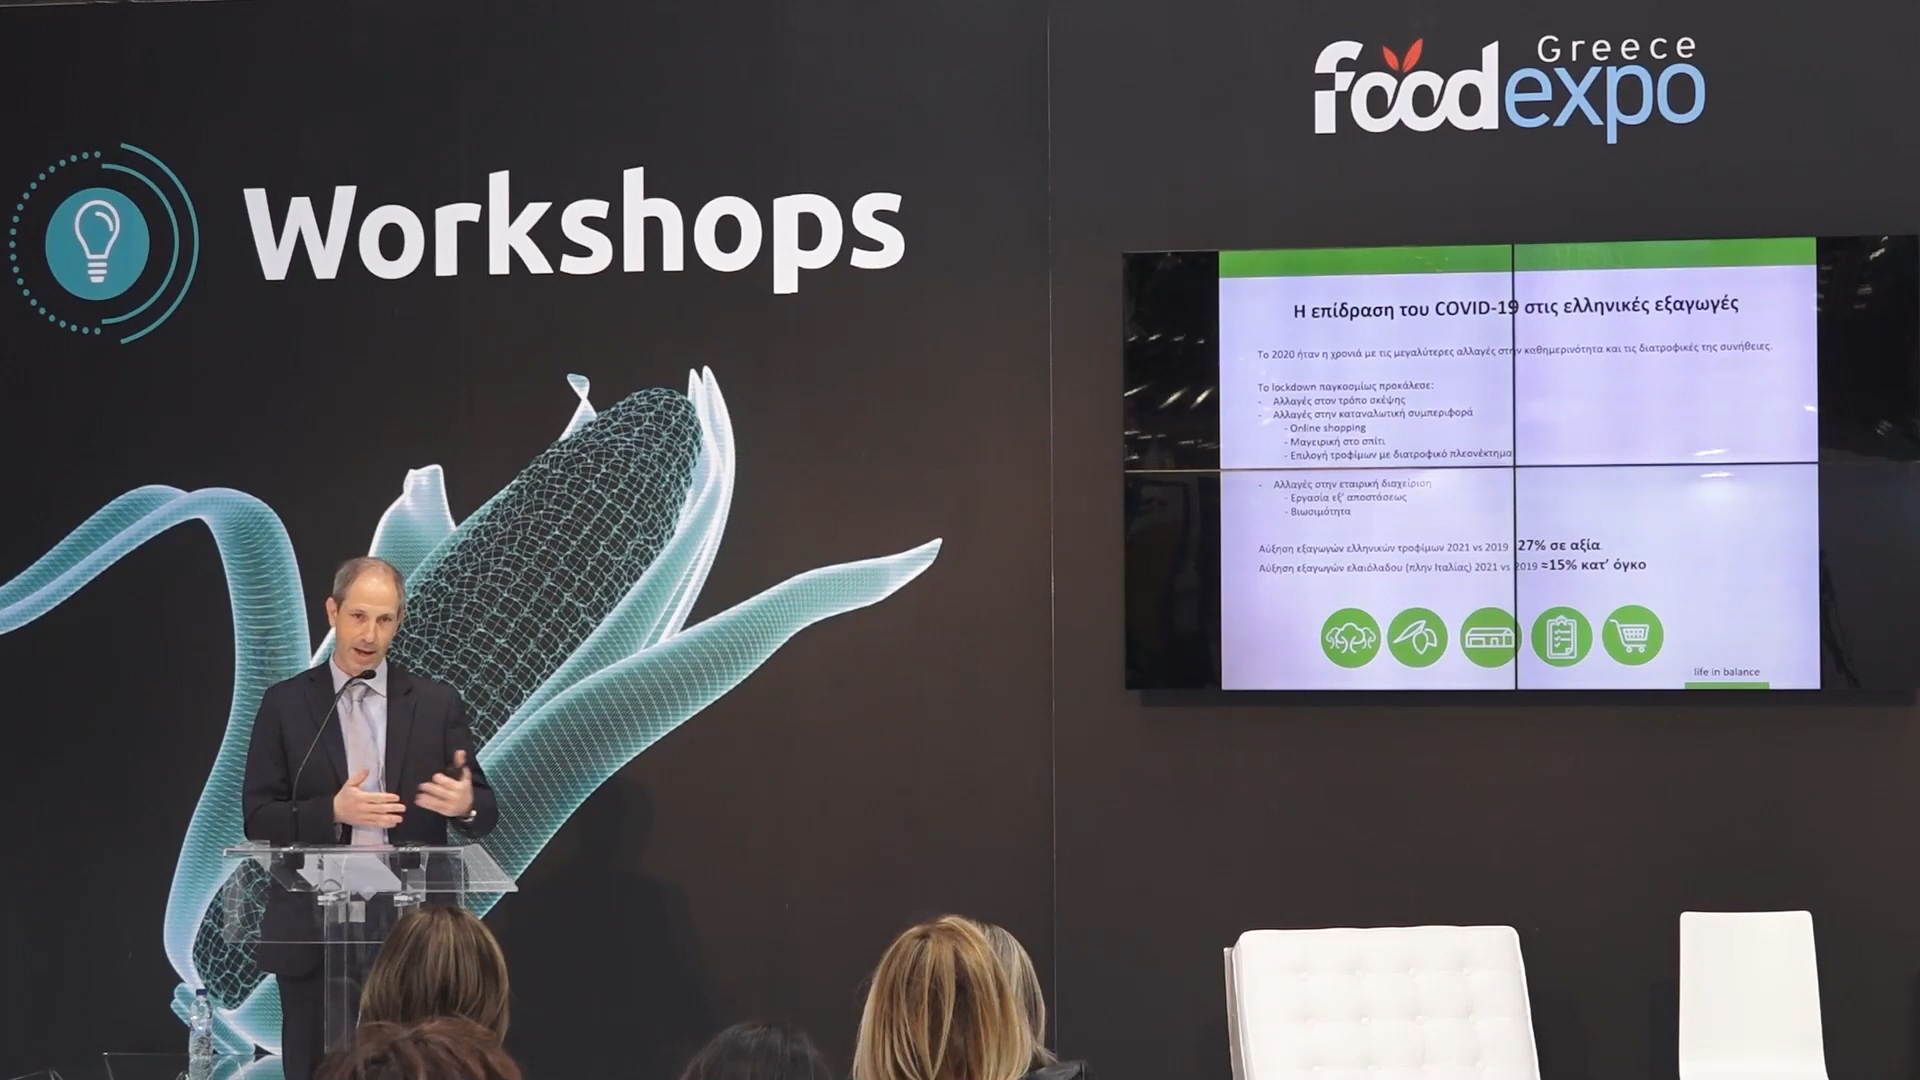 Workshops
Greece
foodexpo
Η επίδραση του COVID-19 στις ελληνικές εξαγωγές
Το 2020 ήταν η χρονιά με τις μεγαλύτερες αλλαγές στην καθημερινότητα και τις διατροφικές της συνήθειες.
Το lockdown παγκοσμίως προκάλεσε:
- Αλλαγές στον τρόπο σκέψης
- Αλλαγές στην καταναλωτική συμπεριφορά
- Online shopping
- Μαγειρική στο σπίτι
- Επιλογή τροφίμων με διατροφικό πλεονέκτημα
- Αλλαγές στην εταιρική διαχείριση
- Εργασία εξ' αποστάσεως
- Βιωσιμότητα
Αύξηση εξαγωγών ελληνικών τροφίμων 2021 vs 2019 27% σε αξία
Αύξηση εξαγωγών ελαιόλαδου (πλην Ιταλίας) 2021 vs 2019 ≈15% κατ' όγκο
life in balance